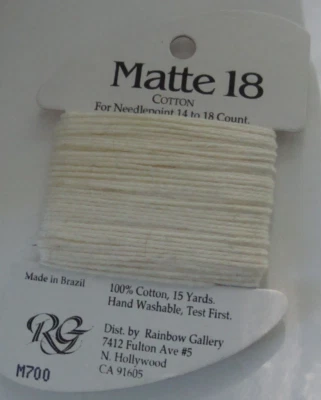 Matte 18
COTTON
For Needlepoint 14 to 18 Count.
Made in Brazil
100% Cotton, 15 Yards.
Hand Washable, Test First.
RG
Dist. by Rainbow Gallery
7412 Fulton Ave #5
N. Hollywood
CA 91605
M700